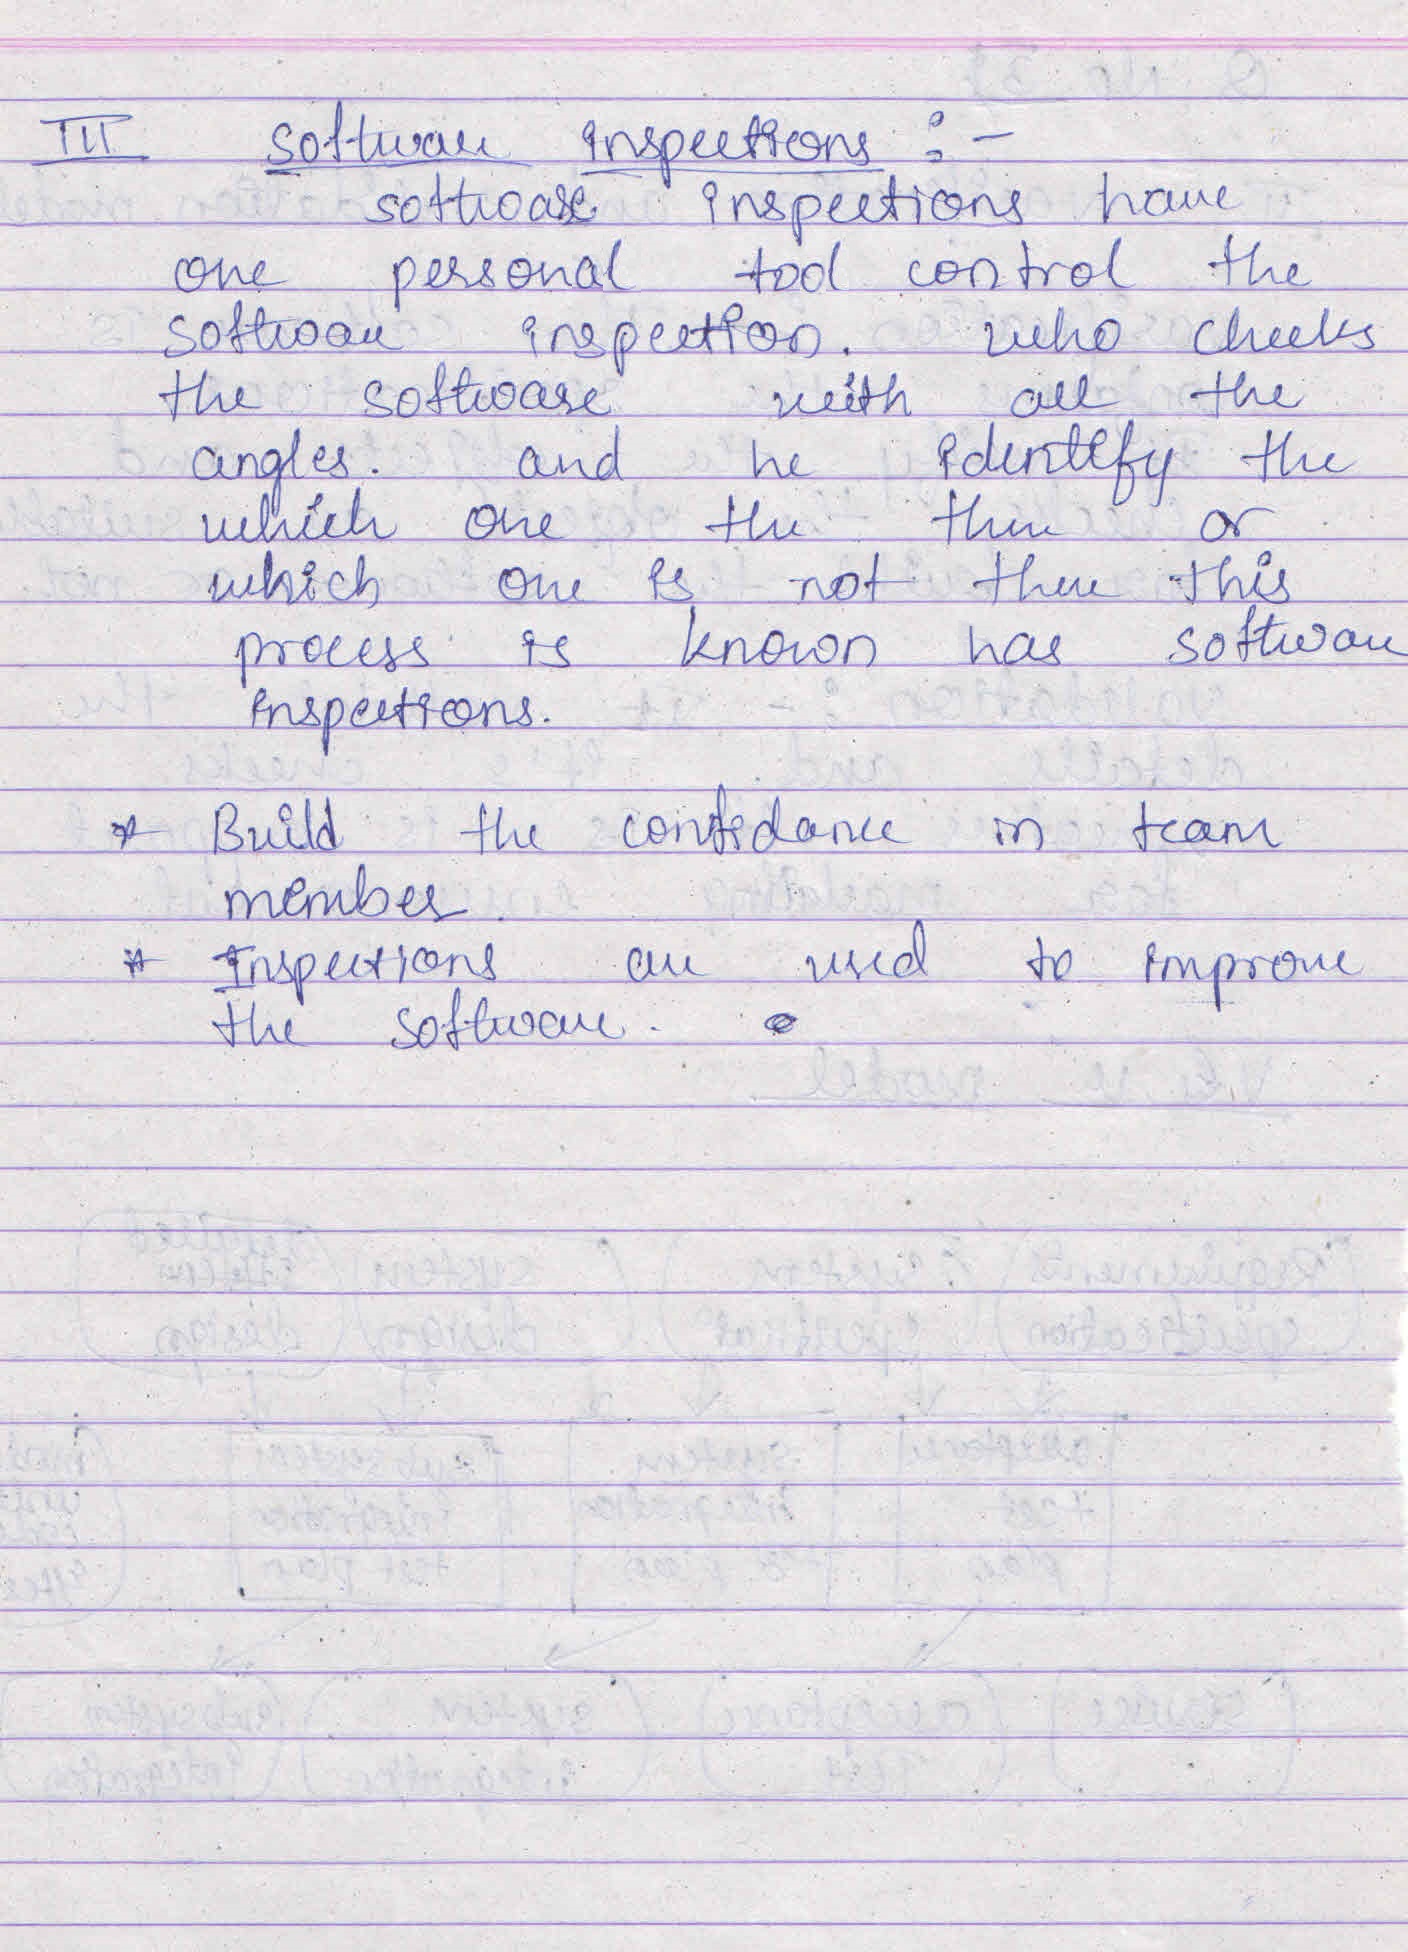 III Software inspections :-
software inspections have
one personal tod control the
software inspection. who checks
the software with all the
angles. and he identify the
which one the there or
which one is not there this
process is known has software
inspections.
* Build the confidance in team
member.
* Inspections are used to improve
the software.